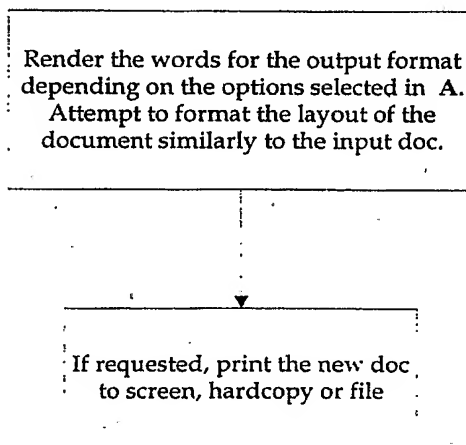 Render the words for the output format
depending on the options selected in A.
Attempt to format the layout of the
document similarly to the input doc.
If requested, print the new doc
to screen, hardcopy or file